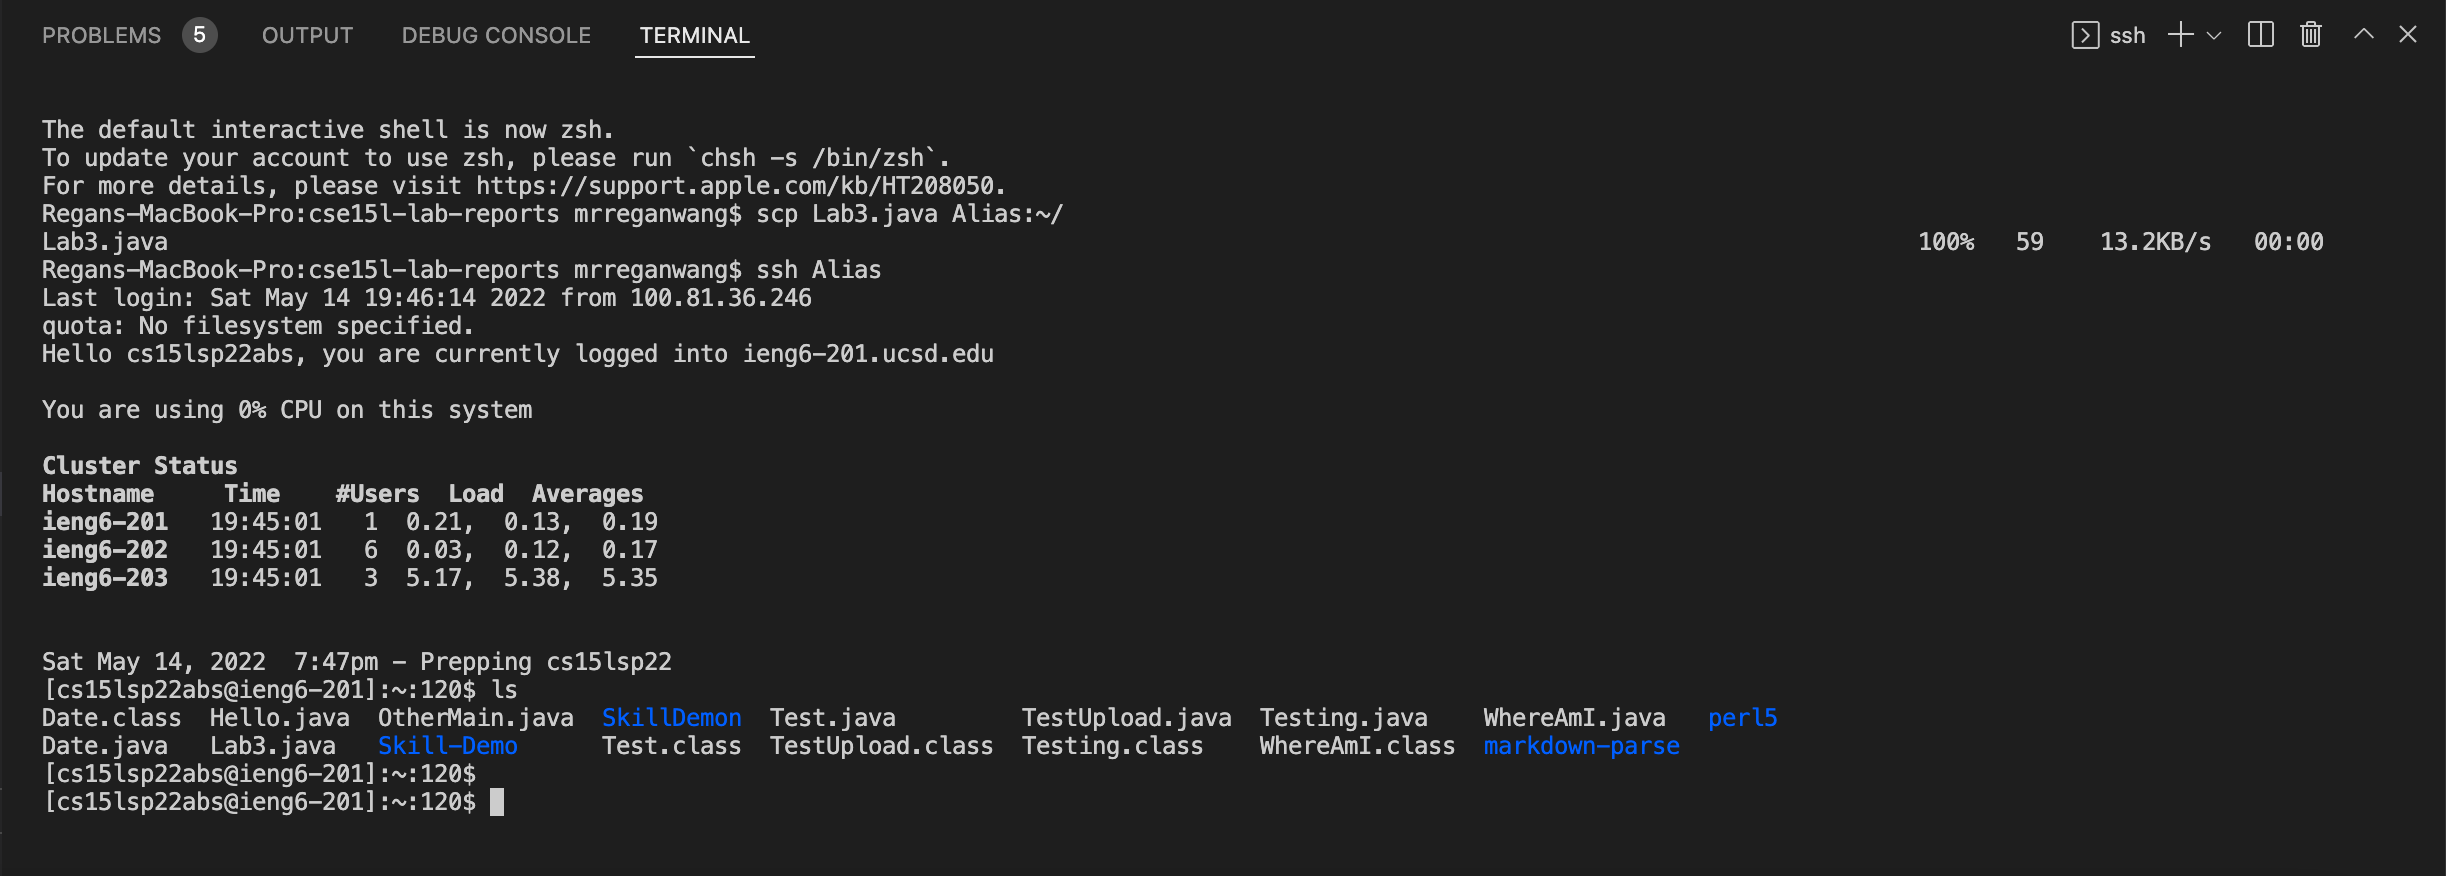 PROBLEMS 5 OUTPUT DEBUG CONSOLE TERMINAL ssh
The default interactive shell is now zsh.
To update your account to use zsh, please run `chsh -s /bin/zsh`.
For more details, please visit https://support.apple.com/kb/HT208050.
Regans-MacBook-Pro:cse15l-lab-reports mrreganwang$ scp Lab3.java Alias:~/
Lab3.java 100% 59 13.2KB/s 00:00
Regans-MacBook-Pro:cse15l-lab-reports mrreganwang$ ssh Alias
Last login: Sat May 14 19:46:14 2022 from 100.81.36.246
quota: No filesystem specified.
Hello cs15lsp22abs, you are currently logged into ieng6-201.ucsd.edu
You are using 0% CPU on this system
Cluster Status
Hostname Time #Users Load Averages
ieng6-201 19:45:01 1 0.21, 0.13, 0.19
ieng6-202 19:45:01 6 0.03, 0.12, 0.17
ieng6-203 19:45:01 3 5.17, 5.38, 5.35
Sat May 14, 2022 7:47pm - Prepping cs15lsp22
[cs15lsp22abs@ieng6-201]:~:120$ ls
Date.class Hello.java OtherMain.java SkillDemon Test.java TestUpload.java Testing.java WhereAmI.java perl5
Date.java Lab3.java Skill-Demo Test.class TestUpload.class Testing.class WhereAmI.class markdown-parse
[cs15lsp22abs@ieng6-201]:~:120$
[cs15lsp22abs@ieng6-201]:~:120$